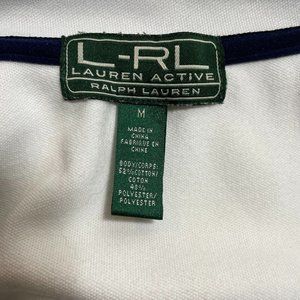 L-RL
LAUREN ACTIVE
RALPH LAUREN
M
MADE IN
CHINA
FABRIQUE EN
CHINE
BODY/CORPS:
52%COTTON/
COTON
48%
POLYESTER/
POLYESTER